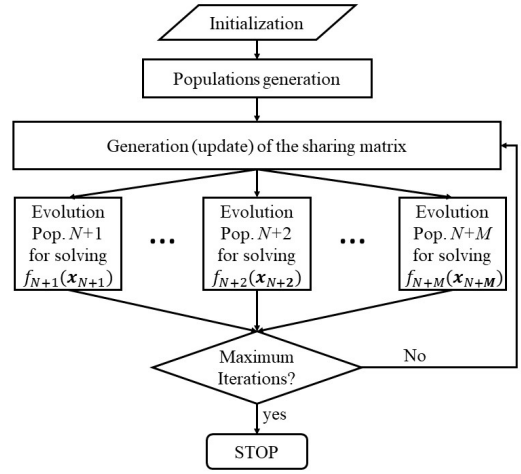 Initialization
Populations generation
Generation (update) of the sharing matrix
Evolution
Pop. N+1
for solving
f_{N+1}(x_{N+1})
...
Evolution
Pop. N+2
for solving
f_{N+2}(x_{N+2})
...
Evolution
Pop. N+M
for solving
f_{N+M}(x_{N+M})
Maximum
Iterations?
No
yes
STOP